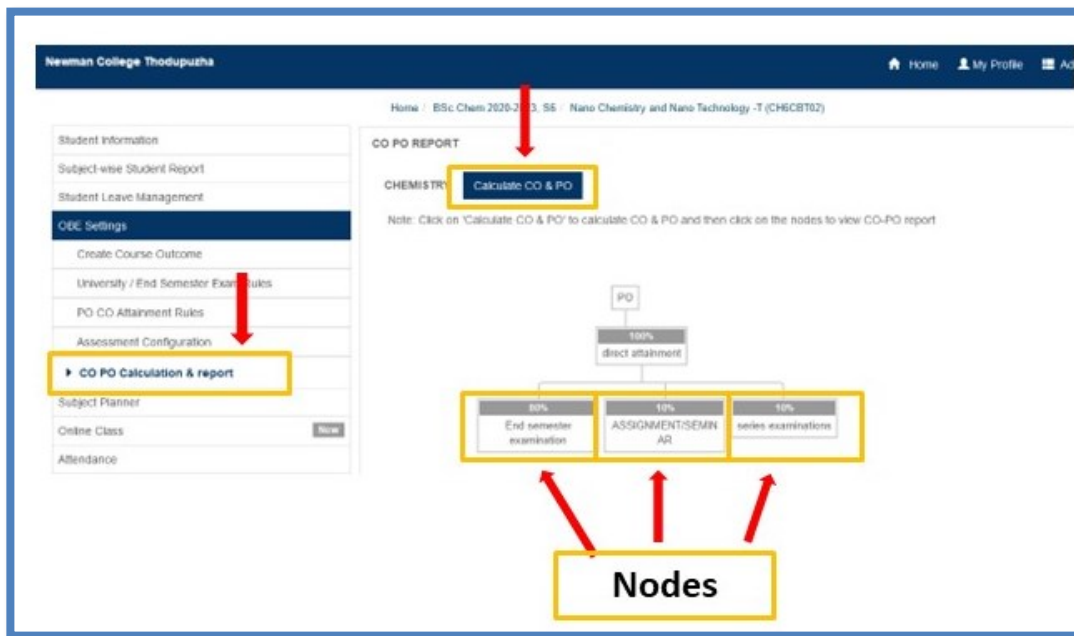 Newman College Thodupuzha
Home My Profile Ad
Home / BSc Chem 2020-2023, S6 / Nano Chemistry and Nano Technology -T (CH6CBT02)
Student Information
Subject-wise Student Report
Student Leave Management
OBE Settings
Create Course Outcome
University / End Semester Exam Rules
PO CO Attainment Rules
Assessment Configuration
CO PO Calculation & report
Subject Planner
Online Class New
Attendance
CO PO REPORT
CHEMISTRY Calculate CO & PO
Note: Click on 'Calculate CO & PO' to calculate CO & PO and then click on the nodes to view CO-PO report
PO
100%
direct attainment
80% 10% 10%
End semester ASSIGNMENT/SEMIN series examinations
examination AR
Nodes